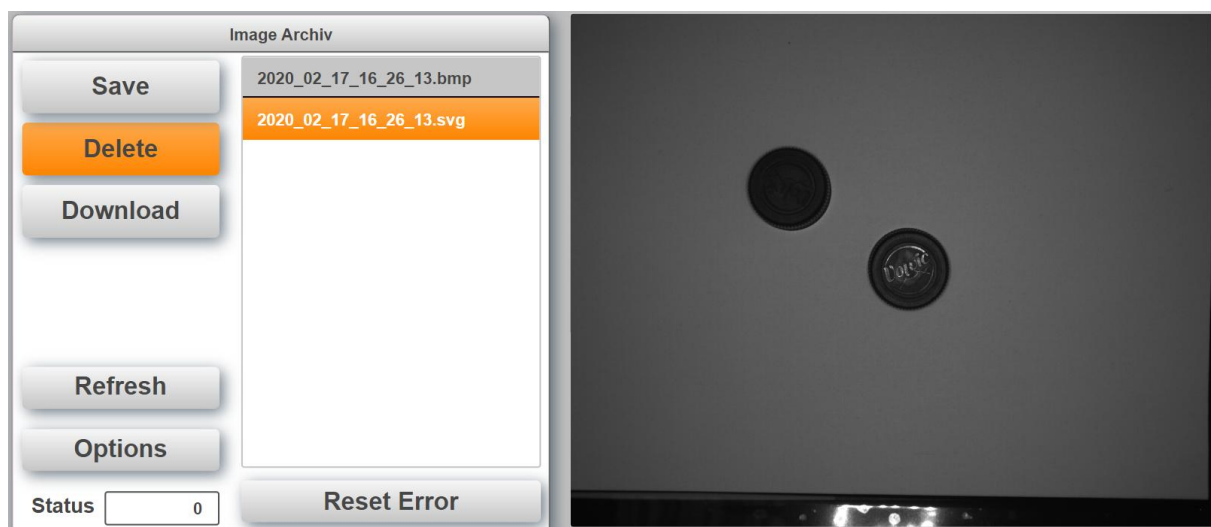 Image Archiv
Save
2020_02_17_16_26_13.bmp
Delete
2020_02_17_16_26_13.svg
Download
Refresh
Options
Status 0
Reset Error